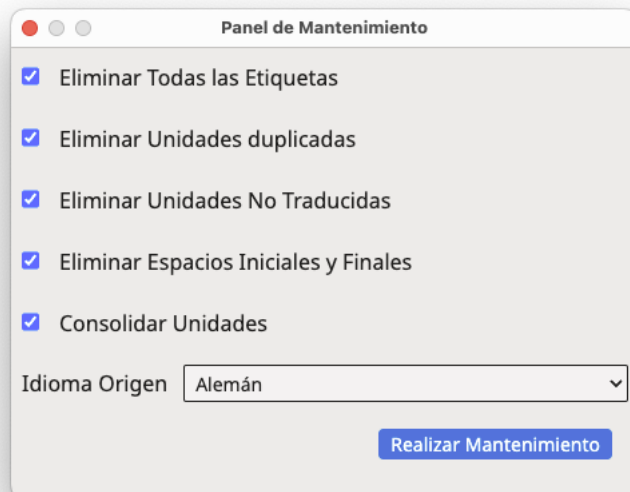 Panel de Mantenimiento
Eliminar Todas las Etiquetas
Eliminar Unidades duplicadas
Eliminar Unidades No Traducidas
Eliminar Espacios Iniciales y Finales
Consolidar Unidades
Idioma Origen Alemán
Realizar Mantenimiento